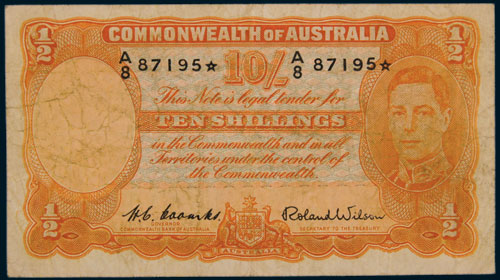 1/2 COMMONWEALTH OF AUSTRALIA 1/2
A/8 87195☆ A/8 87195☆
10/-
This Note is legal tender for
TEN SHILLINGS
in the Commonwealth and in all
Territories under the control of
the Commonwealth.
1/2 H.C. Coombs. Roland Wilson 1/2
GOVERNOR
COMMONWEALTH BANK OF AUSTRALIA
SECRETARY TO THE TREASURY
AUSTRALIA